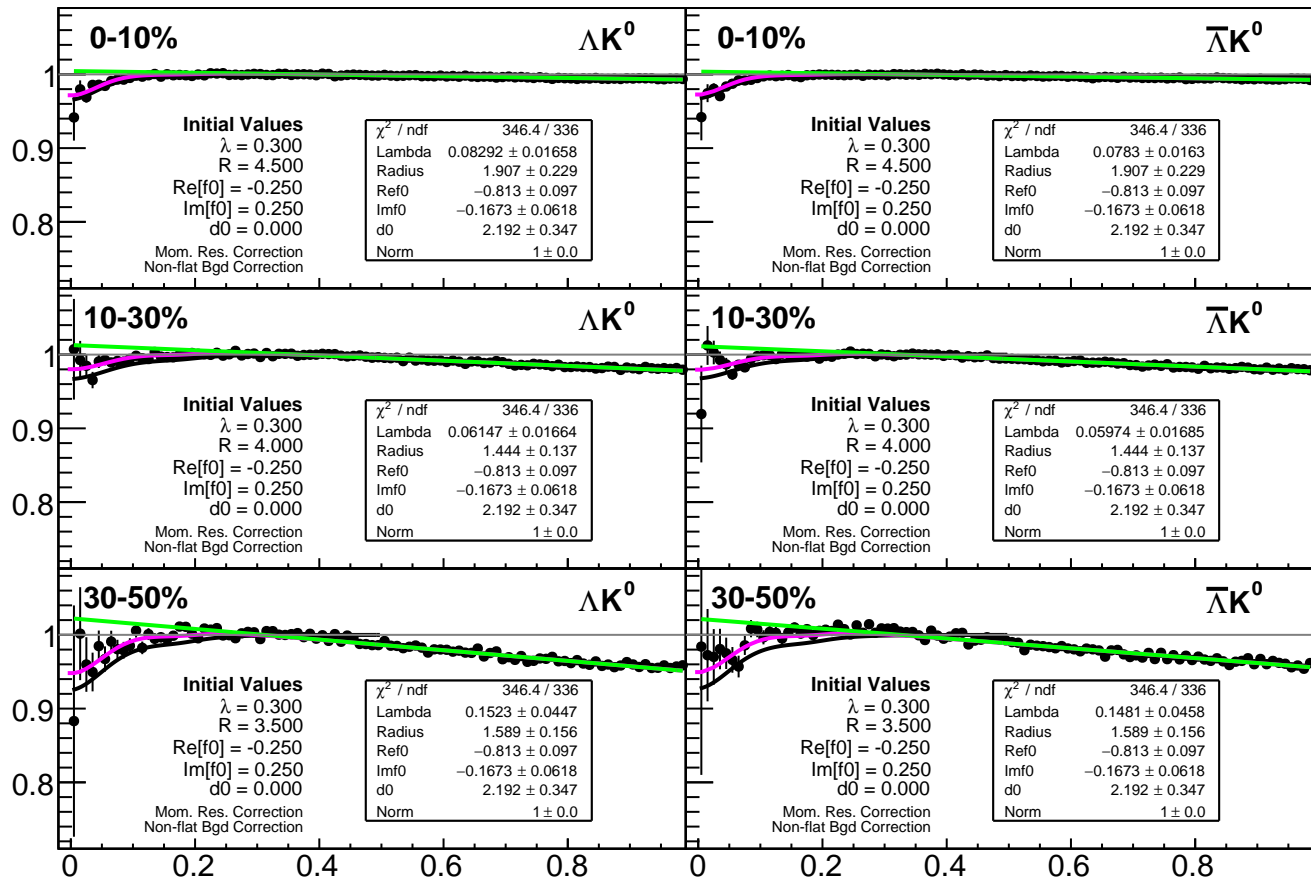 0-10%
ΛK⁰
1
0.9
0.8
Initial Values
λ = 0.300
R = 4.500
Re[f0] = -0.250
Im[f0] = 0.250
d0 = 0.000
Mom. Res. Correction
Non-flat Bgd Correction
χ² / ndf 346.4 / 336
Lambda 0.08292 ± 0.01658
Radius 1.907 ± 0.229
Ref0 −0.813 ± 0.097
Imf0 −0.1673 ± 0.0618
d0 2.192 ± 0.347
Norm 1 ± 0.0
0-10%
Λ̅K⁰
Initial Values
λ = 0.300
R = 4.500
Re[f0] = -0.250
Im[f0] = 0.250
d0 = 0.000
Mom. Res. Correction
Non-flat Bgd Correction
χ² / ndf 346.4 / 336
Lambda 0.0783 ± 0.0163
Radius 1.907 ± 0.229
Ref0 −0.813 ± 0.097
Imf0 −0.1673 ± 0.0618
d0 2.192 ± 0.347
Norm 1 ± 0.0
10-30%
ΛK⁰
1
0.9
0.8
Initial Values
λ = 0.300
R = 4.000
Re[f0] = -0.250
Im[f0] = 0.250
d0 = 0.000
Mom. Res. Correction
Non-flat Bgd Correction
χ² / ndf 346.4 / 336
Lambda 0.06147 ± 0.01664
Radius 1.444 ± 0.137
Ref0 −0.813 ± 0.097
Imf0 −0.1673 ± 0.0618
d0 2.192 ± 0.347
Norm 1 ± 0.0
10-30%
Λ̅K⁰
Initial Values
λ = 0.300
R = 4.000
Re[f0] = -0.250
Im[f0] = 0.250
d0 = 0.000
Mom. Res. Correction
Non-flat Bgd Correction
χ² / ndf 346.4 / 336
Lambda 0.05974 ± 0.01685
Radius 1.444 ± 0.137
Ref0 −0.813 ± 0.097
Imf0 −0.1673 ± 0.0618
d0 2.192 ± 0.347
Norm 1 ± 0.0
30-50%
ΛK⁰
1
0.9
0.8
Initial Values
λ = 0.300
R = 3.500
Re[f0] = -0.250
Im[f0] = 0.250
d0 = 0.000
Mom. Res. Correction
Non-flat Bgd Correction
χ² / ndf 346.4 / 336
Lambda 0.1523 ± 0.0447
Radius 1.589 ± 0.156
Ref0 −0.813 ± 0.097
Imf0 −0.1673 ± 0.0618
d0 2.192 ± 0.347
Norm 1 ± 0.0
30-50%
Λ̅K⁰
Initial Values
λ = 0.300
R = 3.500
Re[f0] = -0.250
Im[f0] = 0.250
d0 = 0.000
Mom. Res. Correction
Non-flat Bgd Correction
χ² / ndf 346.4 / 336
Lambda 0.1481 ± 0.0458
Radius 1.589 ± 0.156
Ref0 −0.813 ± 0.097
Imf0 −0.1673 ± 0.0618
d0 2.192 ± 0.347
Norm 1 ± 0.0
0 0.2 0.4 0.6 0.8 0 0.2 0.4 0.6 0.8